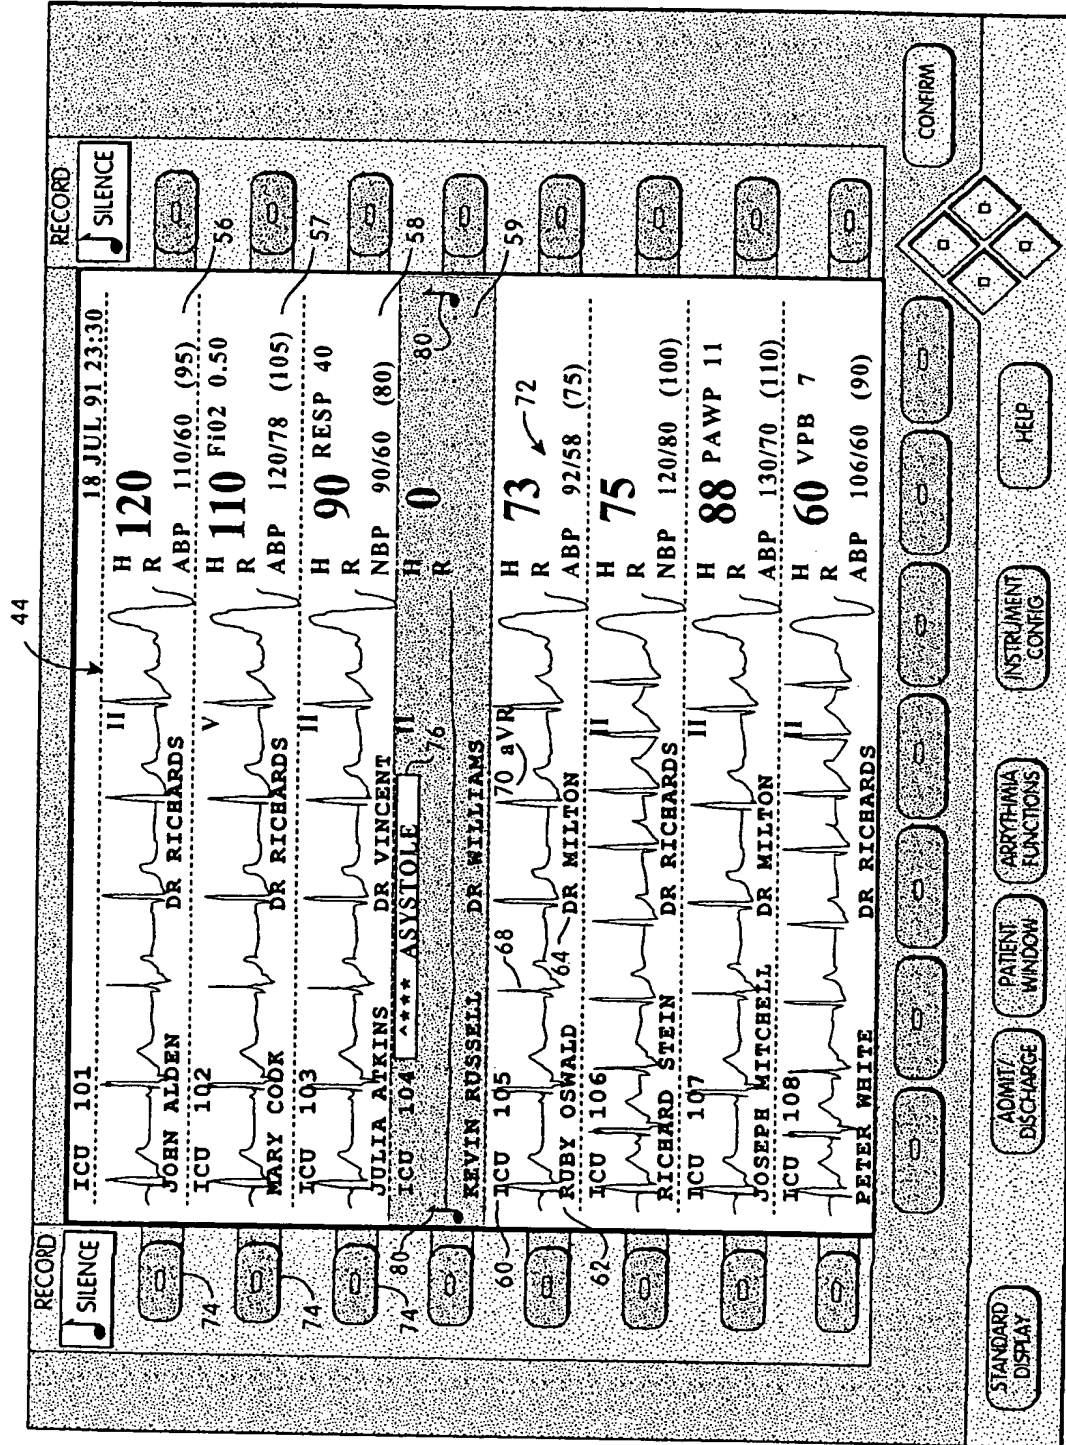 44
RECORD
SILENCE
RECORD
SILENCE
18 JUL 91 23:30
ICU 101
II
H
R
120
JOHN ALDEN
DR RICHARDS
ABP 110/60 (95)
56
74
ICU 102
V
H
R
110
Fi02 0.50
MARY COOK
DR RICHARDS
ABP 120/78 (105)
57
74
ICU 103
II
H
R
90
RESP 40
JULIA ATKINS
DR VINCENT
NBP 90/60 (80)
58
74
ICU 104
**** ASYSTOLE
76
II
H
R
0
80
80
KEVIN RUSSELL
DR WILLIAMS
59
74
60
ICU 105
68
70
aVR
H
R
73
72
RUBY OSWALD
64
DR MILTON
ABP 92/58 (75)
62
ICU 106
II
H
R
75
RICHARD STEIN
DR RICHARDS
NBP 120/80 (100)
ICU 107
II
H
R
88
PAWP 11
JOSEPH MITCHELL
DR MILTON
ABP 130/70 (110)
ICU 108
II
H
R
60
VPB 7
PETER WHITE
DR RICHARDS
ABP 106/60 (90)
CONFIRM
STANDARD
DISPLAY
ADMIT/
DISCHARGE
PATIENT
WINDOW
ARRYTHMIA
FUNCTIONS
INSTRUMENT
CONFIG
HELP